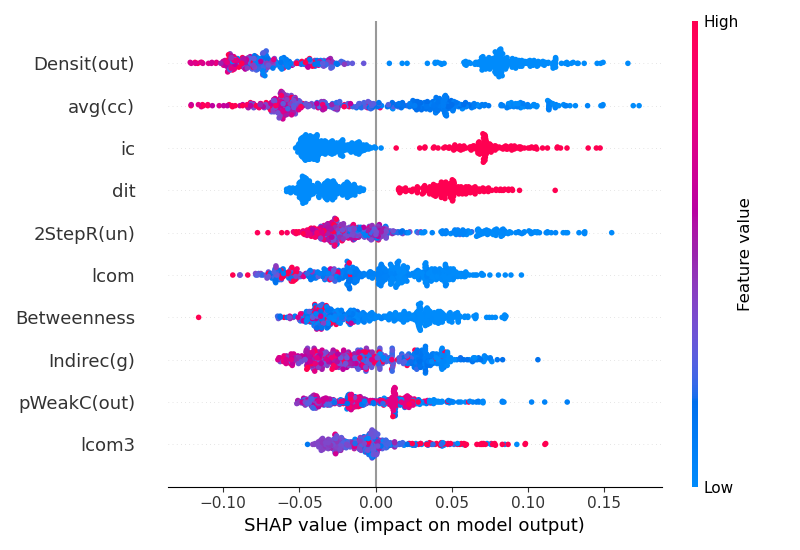 High
Densit(out)
avg(cc)
ic
dit
2StepR(un)
lcom
Betweenness
Indirec(g)
pWeakC(out)
lcom3
Feature value
Low
−0.10 −0.05 0.00 0.05 0.10 0.15
SHAP value (impact on model output)